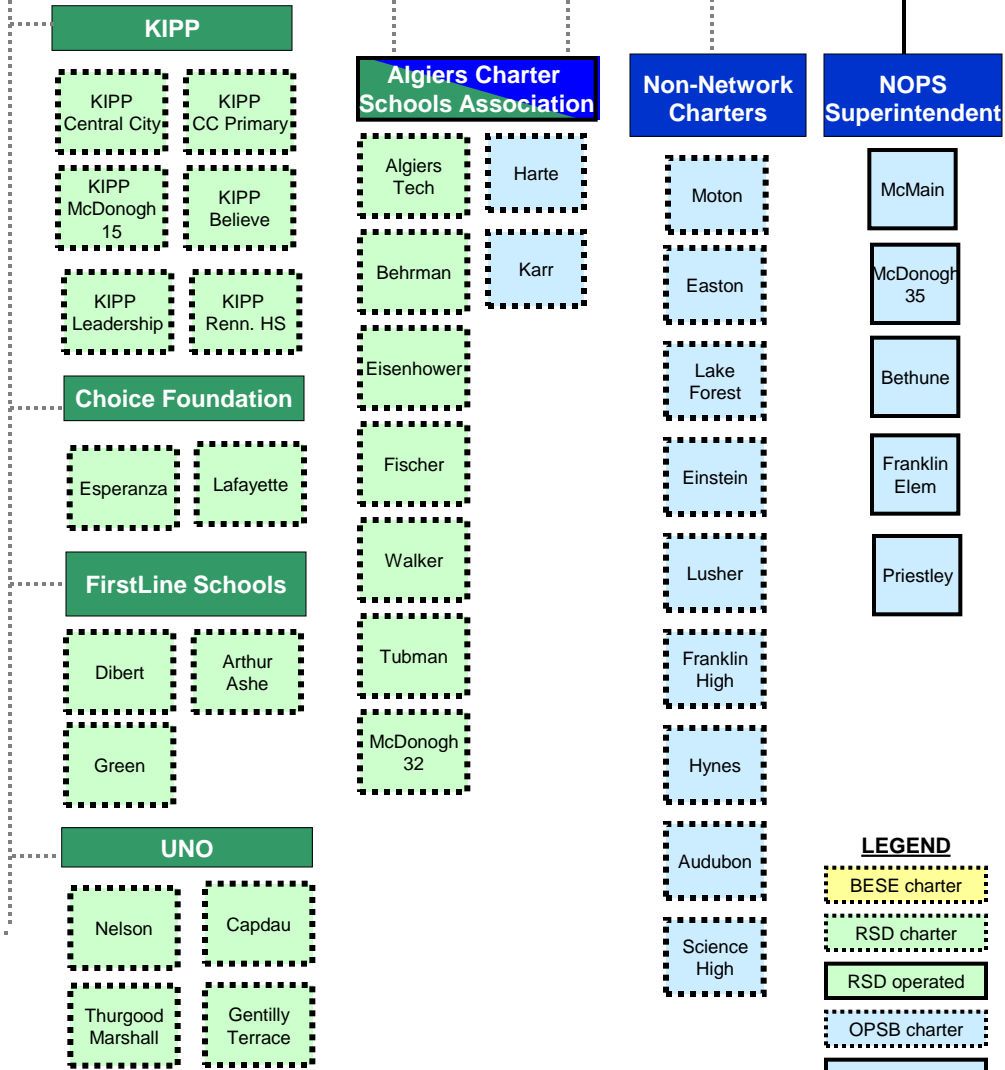 KIPP
KIPP
Central City
KIPP
CC Primary
KIPP
McDonogh
15
KIPP
Believe
KIPP
Leadership
KIPP
Renn. HS
Choice Foundation
Esperanza
Lafayette
FirstLine Schools
Dibert
Arthur
Ashe
Green
UNO
Nelson
Capdau
Thurgood
Marshall
Gentilly
Terrace
Algiers Charter
Schools Association
Algiers
Tech
Harte
Behrman
Karr
Eisenhower
Fischer
Walker
Tubman
McDonogh
32
Non-Network
Charters
Moton
Easton
Lake
Forest
Einstein
Lusher
Franklin
High
Hynes
Audubon
Science
High
NOPS
Superintendent
McMain
McDonogh
35
Bethune
Franklin
Elem
Priestley
LEGEND
BESE charter
RSD charter
RSD operated
OPSB charter